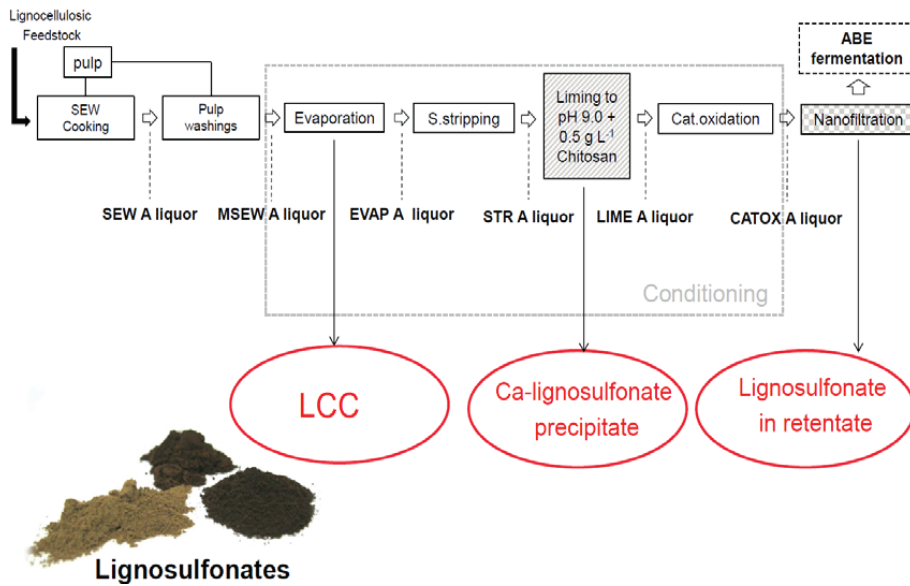 Lignocellulosic
Feedstock
pulp
SEW
Cooking
Pulp
washings
Evaporation
S.stripping
Liming to
pH 9.0 +
0.5 g L⁻¹
Chitosan
Cat.oxidation
ABE
fermentation
Nanofiltration
SEW A liquor
MSEW A liquor
EVAP A liquor
STR A liquor
LIME A liquor
CATOX A liquor
Conditioning
LCC
Ca-lignosulfonate
precipitate
Lignosulfonate
in retentate
Lignosulfonates